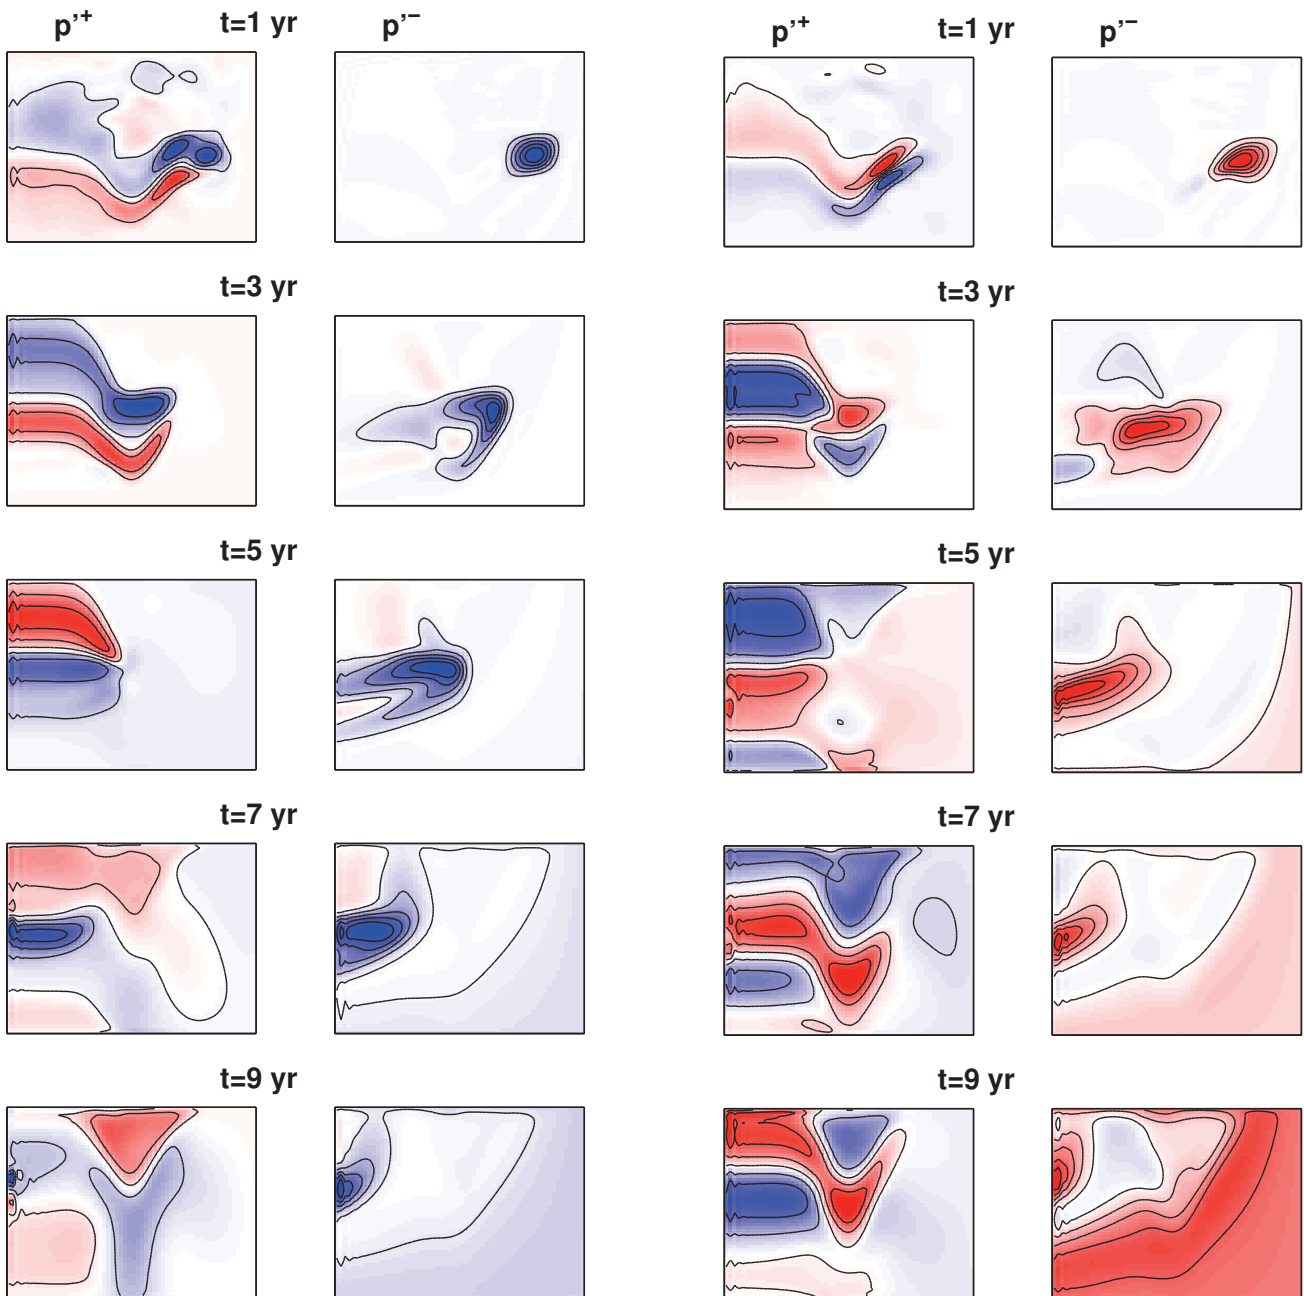 p’+ t=1 yr p’− p’+ t=1 yr p’−
t=3 yr t=3 yr
t=5 yr t=5 yr
t=7 yr t=7 yr
t=9 yr t=9 yr